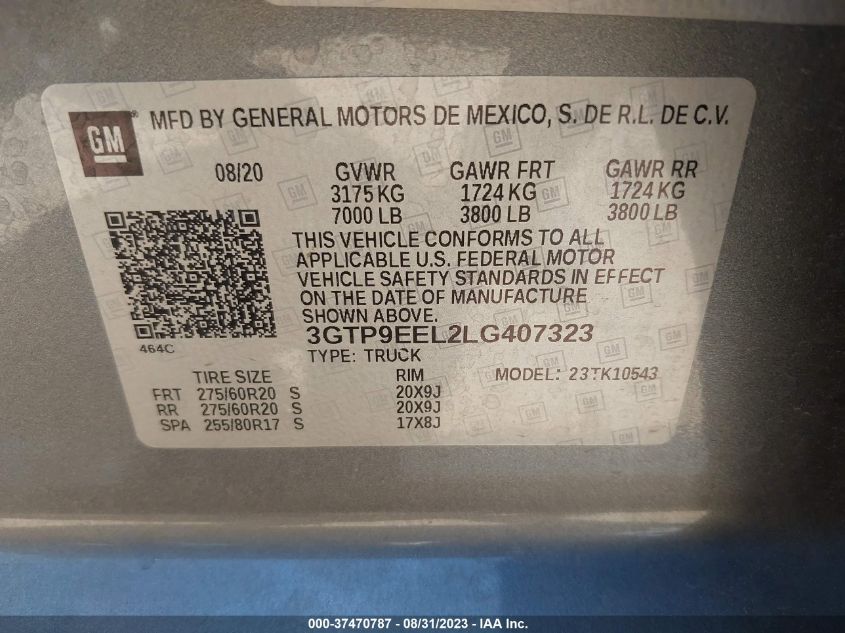 GM ® MFD BY GENERAL MOTORS DE MEXICO, S. DE R.L. DE C.V.
08/20 GVWR GAWR FRT GAWR RR
3175 KG 1724 KG 1724 KG
7000 LB 3800 LB 3800 LB
THIS VEHICLE CONFORMS TO ALL
APPLICABLE U.S. FEDERAL MOTOR
VEHICLE SAFETY STANDARDS IN EFFECT
ON THE DATE OF MANUFACTURE
SHOWN ABOVE.
3GTP9EEL2LG407323
464C TYPE: TRUCK
TIRE SIZE RIM MODEL: 23TK10543
FRT 275/60R20 S 20X9J
RR 275/60R20 S 20X9J
SPA 255/80R17 S 17X8J
000-37470787 - 08/31/2023 - IAA Inc.